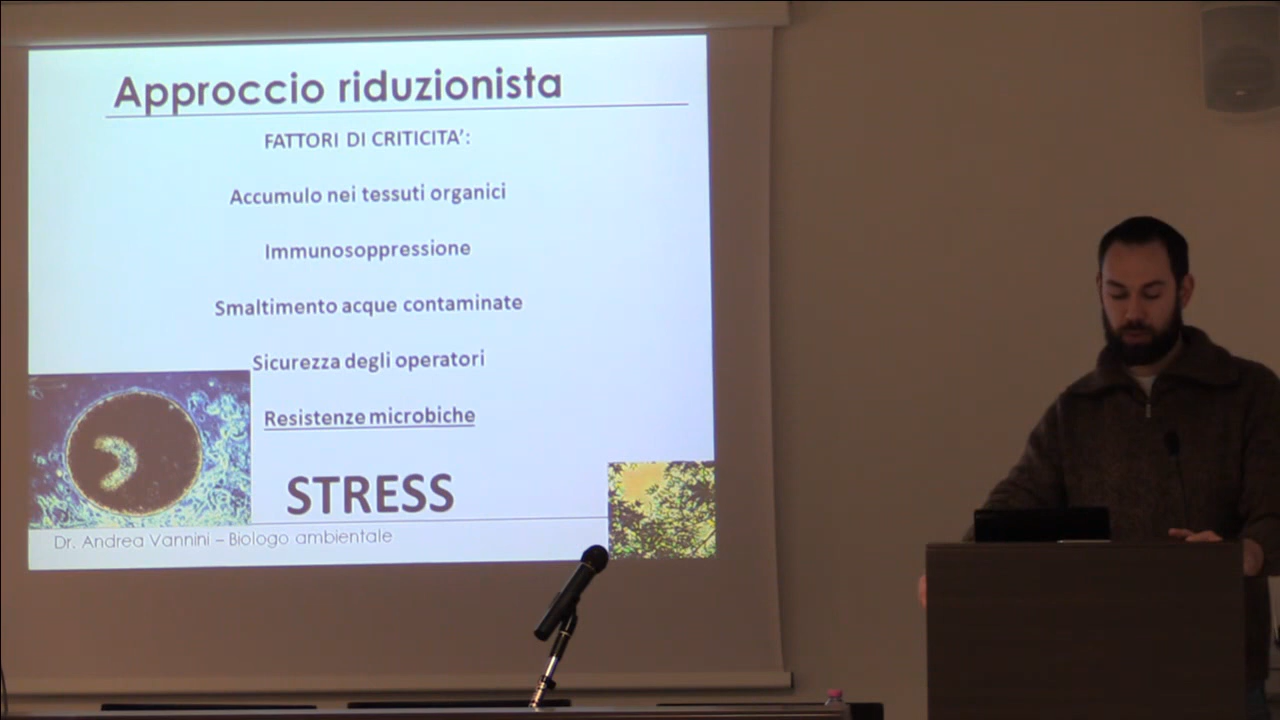 Approccio riduzionista
FATTORI DI CRITICITA’:
Accumulo nei tessuti organici
Immunosoppressione
Smaltimento acque contaminate
Sicurezza degli operatori
Resistenze microbiche
STRESS
Dr. Andrea Vannini – Biologo ambientale